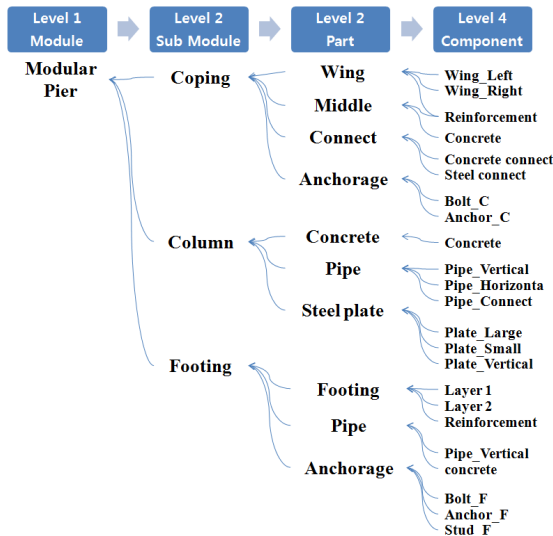 Level 1 Level 2 Level 2 Level 4
Module Sub Module Part Component
Modular
Pier
Coping
Wing
Wing_Left
Wing_Right
Reinforcement
Middle
Concrete
Connect
Concrete connect
Steel connect
Anchorage
Bolt_C
Anchor_C
Column
Concrete
Concrete
Pipe
Pipe_Vertical
Pipe_Horizonta
Pipe_Connect
Steel plate
Plate_Large
Plate_Small
Plate_Vertical
Footing
Footing
Layer 1
Layer 2
Reinforcement
Pipe
Pipe_Vertical
concrete
Anchorage
Bolt_F
Anchor_F
Stud_F